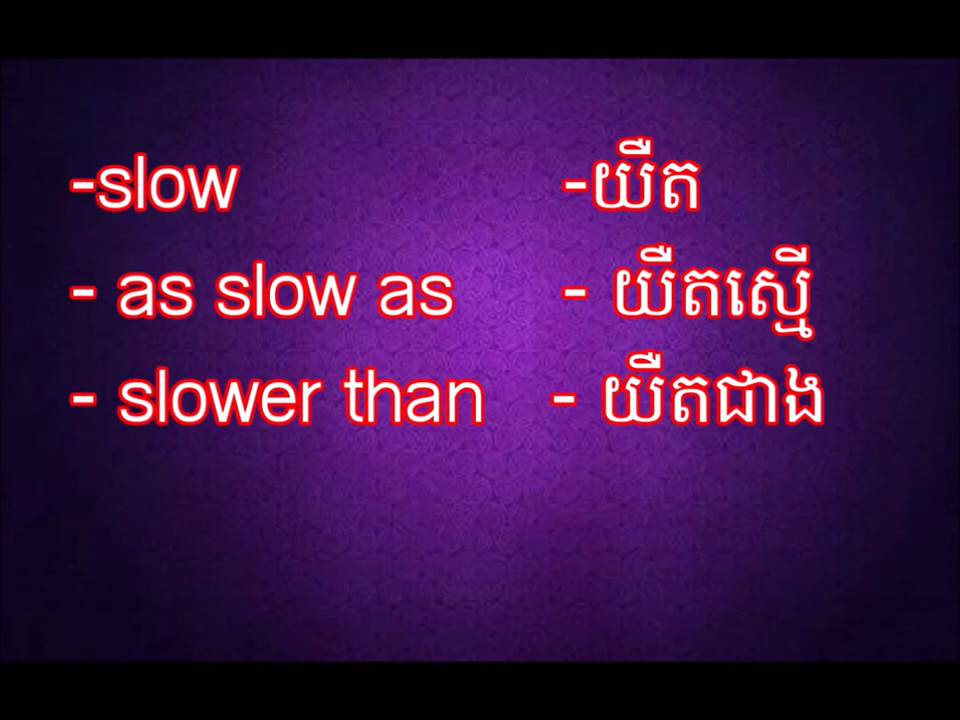 -slow -យឺត
- as slow as - យឺតស្មើ
- slower than - យឺតជាង